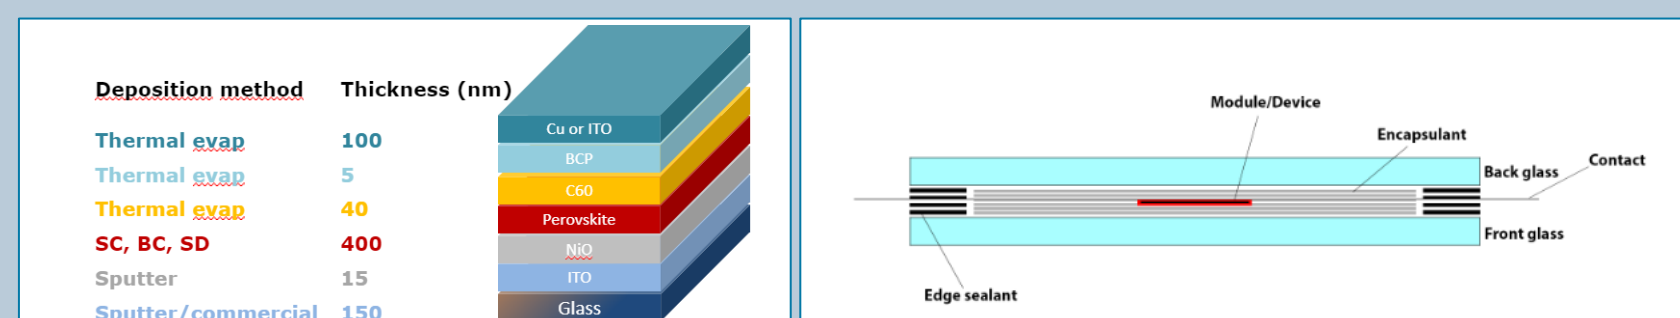 Deposition method Thickness (nm)
Thermal evap 100
Thermal evap 5
Thermal evap 40
SC, BC, SD 400
Sputter 15
Sputter/commercial 150
Cu or ITO
BCP
C60
Perovskite
NiO
ITO
Glass
Module/Device
Encapsulant
Contact
Back glass
Front glass
Edge sealant